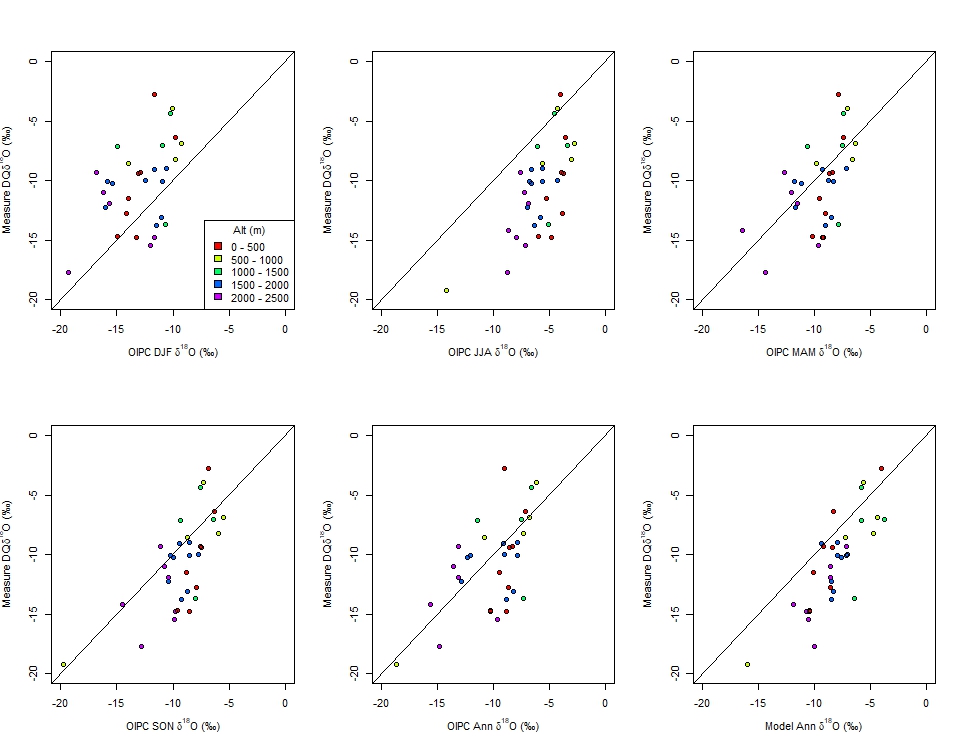 0
-5
-10
-15
-20
Measure DQδ¹⁸O (‰)
Alt (m)
0 - 500
500 - 1000
1000 - 1500
1500 - 2000
2000 - 2500
-20 -15 -10 -5 0
OIPC DJF δ¹⁸O (‰)
0
-5
-10
-15
-20
Measure DQδ¹⁸O (‰)
-20 -15 -10 -5 0
OIPC JJA δ¹⁸O (‰)
0
-5
-10
-15
-20
Measure DQδ¹⁸O (‰)
-20 -15 -10 -5 0
OIPC MAM δ¹⁸O (‰)
0
-5
-10
-15
-20
Measure DQδ¹⁸O (‰)
-20 -15 -10 -5 0
OIPC SON δ¹⁸O (‰)
0
-5
-10
-15
-20
Measure DQδ¹⁸O (‰)
-20 -15 -10 -5 0
OIPC Ann δ¹⁸O (‰)
0
-5
-10
-15
-20
Measure DQδ¹⁸O (‰)
-20 -15 -10 -5 0
Model Ann δ¹⁸O (‰)